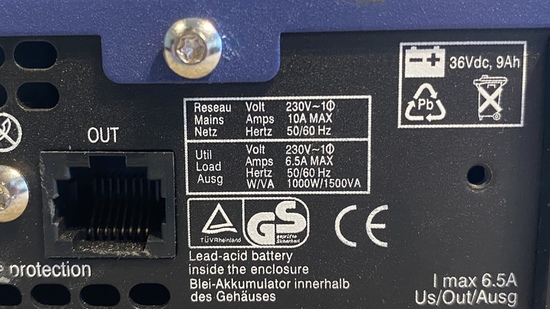 36Vdc, 9Ah
Pb
OUT
Reseau Volt 230V~1Φ
Mains Amps 10A MAX
Netz Hertz 50/60 Hz
Util Volt 230V~1Φ
Load Amps 6.5A MAX
Ausg Hertz 50/60 Hz
W/VA 1000W/1500VA
TÜVRheinland
GS
geprüfte
Sicherheit
CE
Lead-acid battery
inside the enclosure
Blei-Akkumulator innerhalb
des Gehäuses
protection
I max 6.5A
Us/Out/Ausg